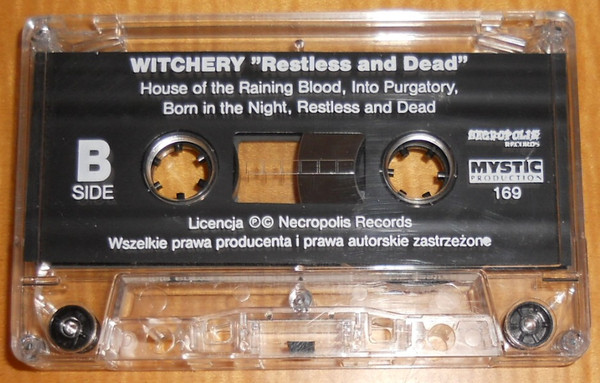 WITCHERY "Restless and Dead"
House of the Raining Blood, Into Purgatory,
Born in the Night, Restless and Dead
B
SIDE
NECROPOLIS
RECORDS
MYSTIC
PRODUCTION
169
Licencja ℗© Necropolis Records
Wszelkie prawa producenta i prawa autorskie zastrzeżone